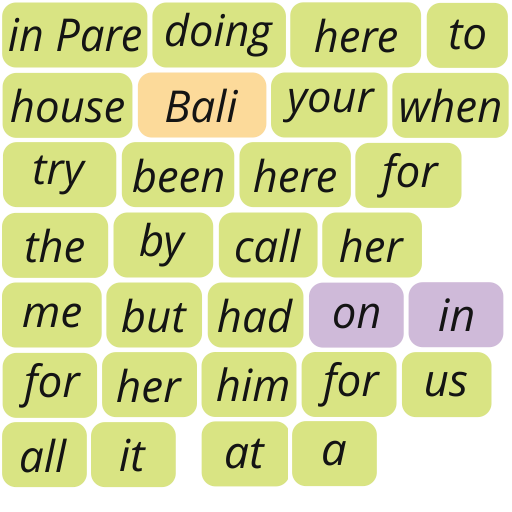 in Pare doing here to
house Bali your when
try been here for
the by call her
me but had on in
for her him for us
all it at a